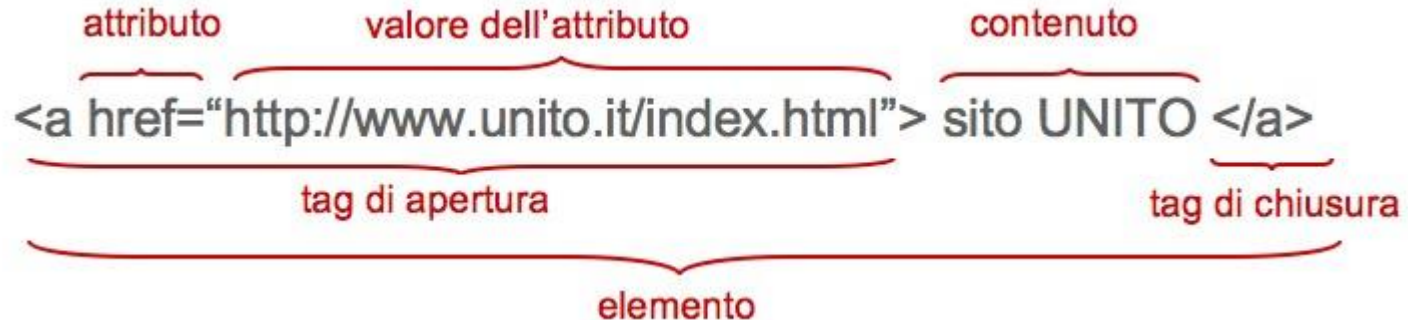 attributo valore dell'attributo contenuto
<a href=“http://www.unito.it/index.html”> sito UNITO </a>
tag di apertura tag di chiusura
elemento